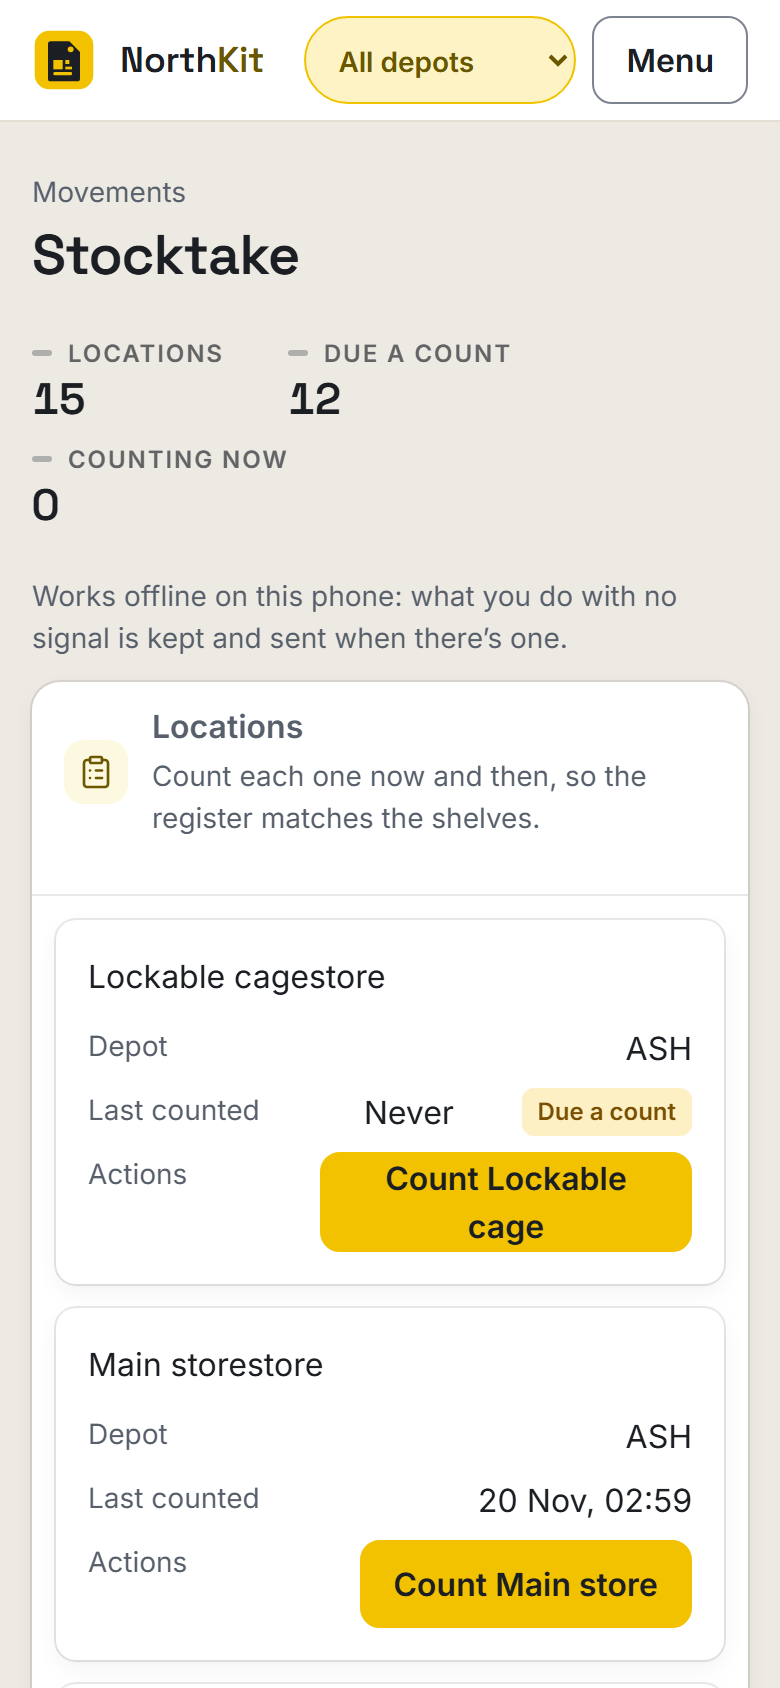 NorthKit
All depots
Menu
Movements
Stocktake
LOCATIONS
15
DUE A COUNT
12
COUNTING NOW
0
Works offline on this phone: what you do with no
signal is kept and sent when there’s one.
Locations
Count each one now and then, so the
register matches the shelves.
Lockable cagestore
Depot
ASH
Last counted
Never
Due a count
Actions
Count Lockable
cage
Main storestore
Depot
ASH
Last counted
20 Nov, 02:59
Actions
Count Main store